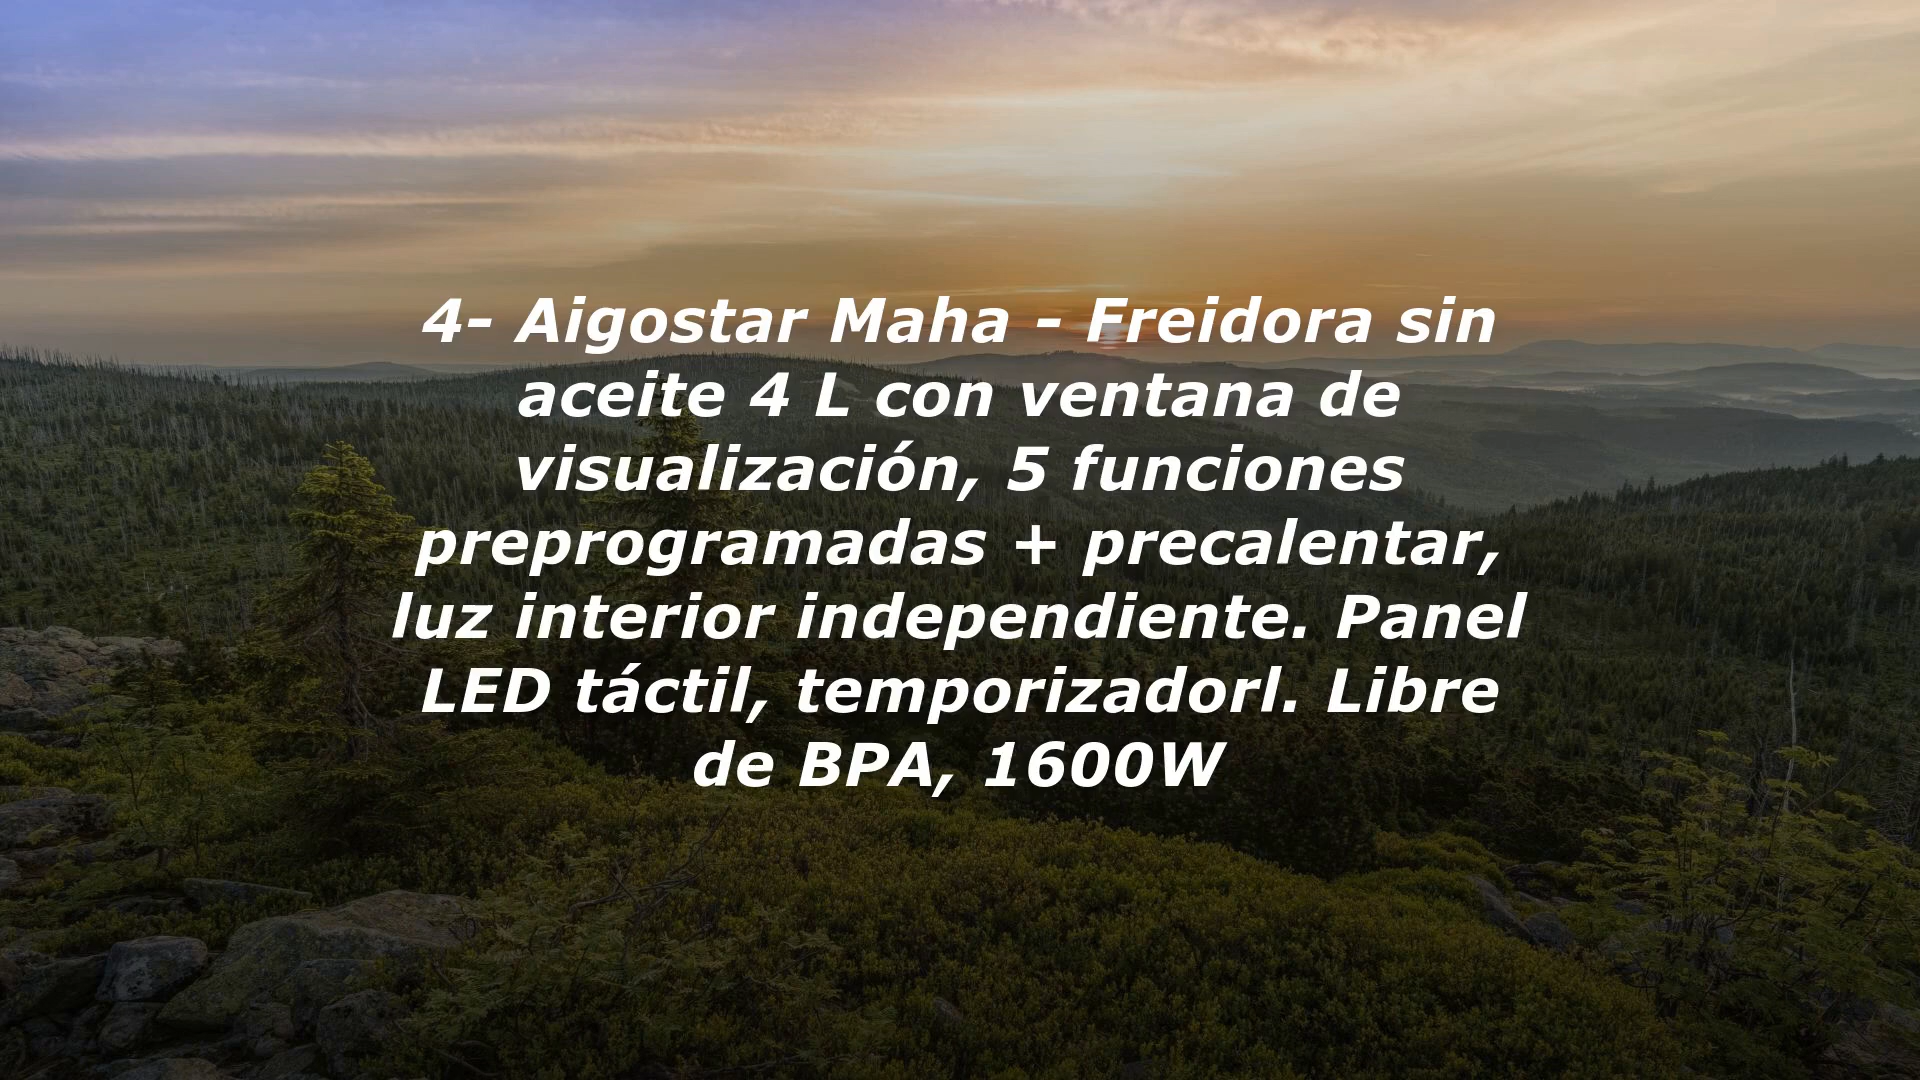 4- Aigostar Maha - Freidora sin
aceite 4 L con ventana de
visualización, 5 funciones
preprogramadas + precalentar,
luz interior independiente. Panel
LED táctil, temporizadorl. Libre
de BPA, 1600W